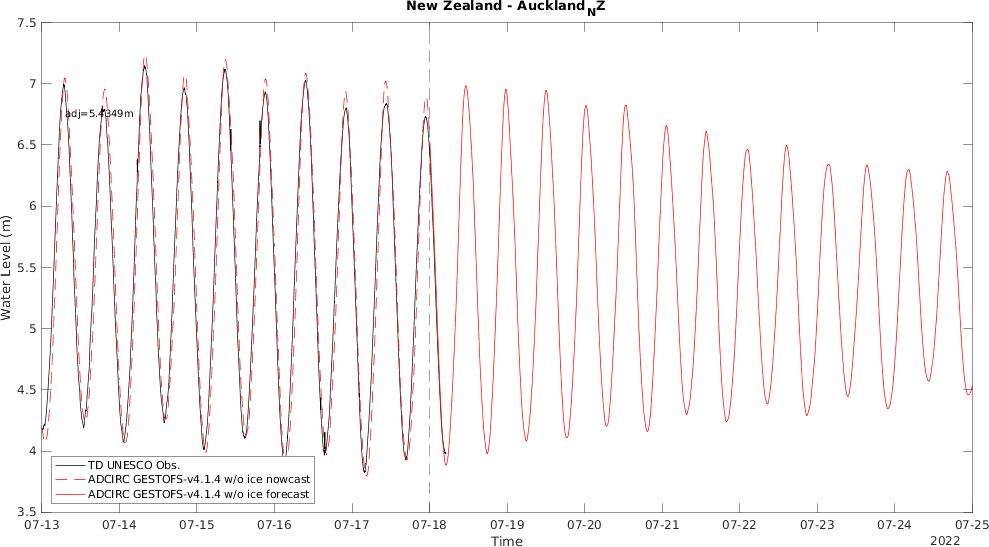 New Zealand - Auckland_NZ
7.5
7
6.5
6
5.5
5
4.5
4
3.5
Water Level (m)
adj=5.4349m
TD UNESCO Obs.
ADCIRC GESTOFS-v4.1.4 w/o ice nowcast
ADCIRC GESTOFS-v4.1.4 w/o ice forecast
07-13 07-14 07-15 07-16 07-17 07-18 07-19 07-20 07-21 07-22 07-23 07-24 07-25
Time
2022